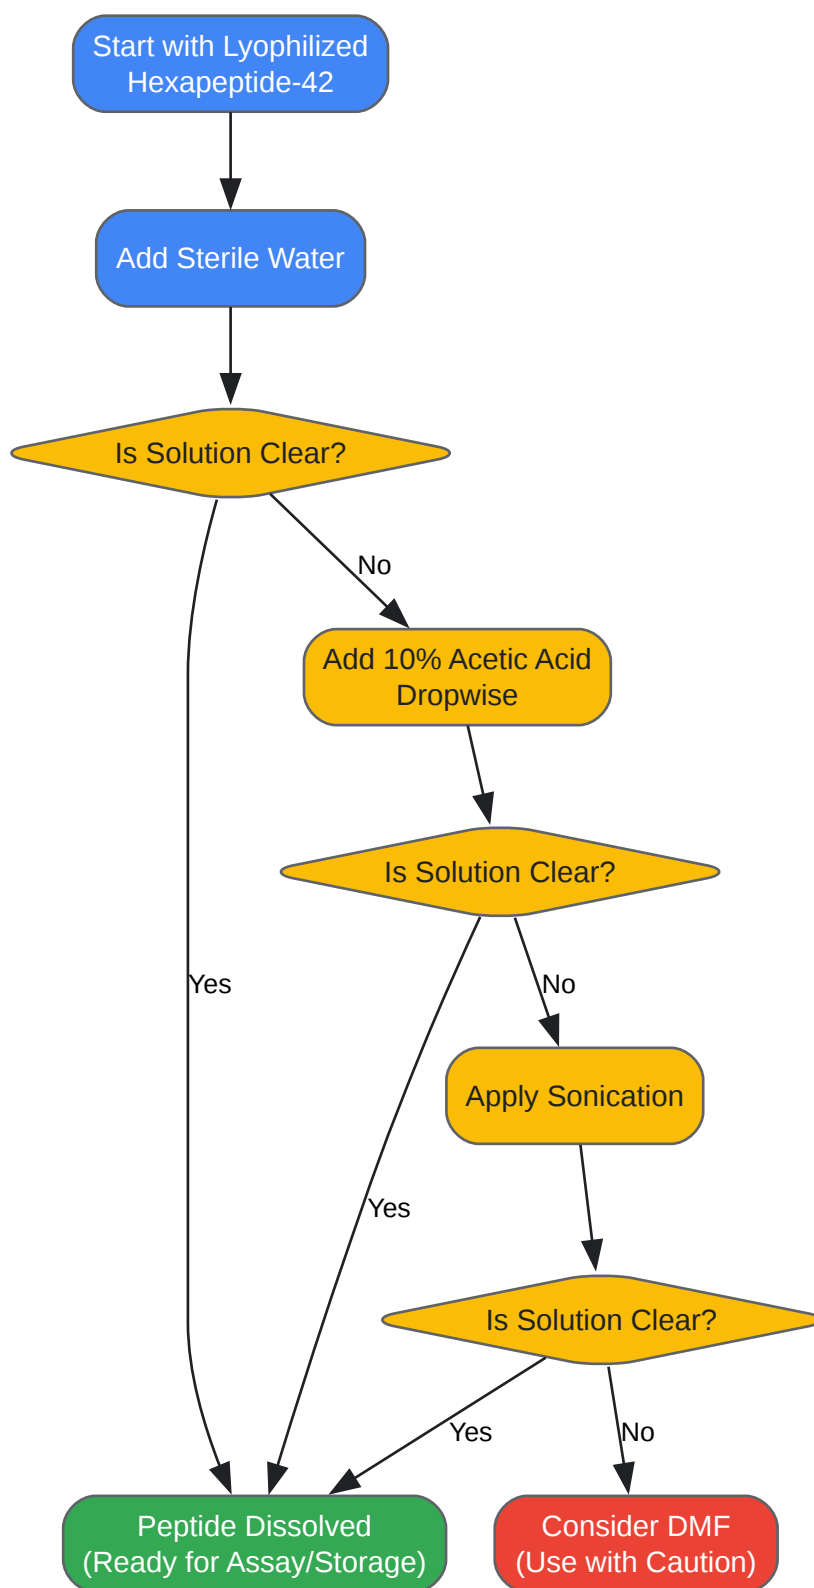 Start with Lyophilized
Hexapeptide-42
Add Sterile Water
Is Solution Clear?
No
Add 10% Acetic Acid
Dropwise
Is Solution Clear?
Yes
No
Apply Sonication
Yes
Is Solution Clear?
Yes
No
Peptide Dissolved
(Ready for Assay/Storage)
Consider DMF
(Use with Caution)